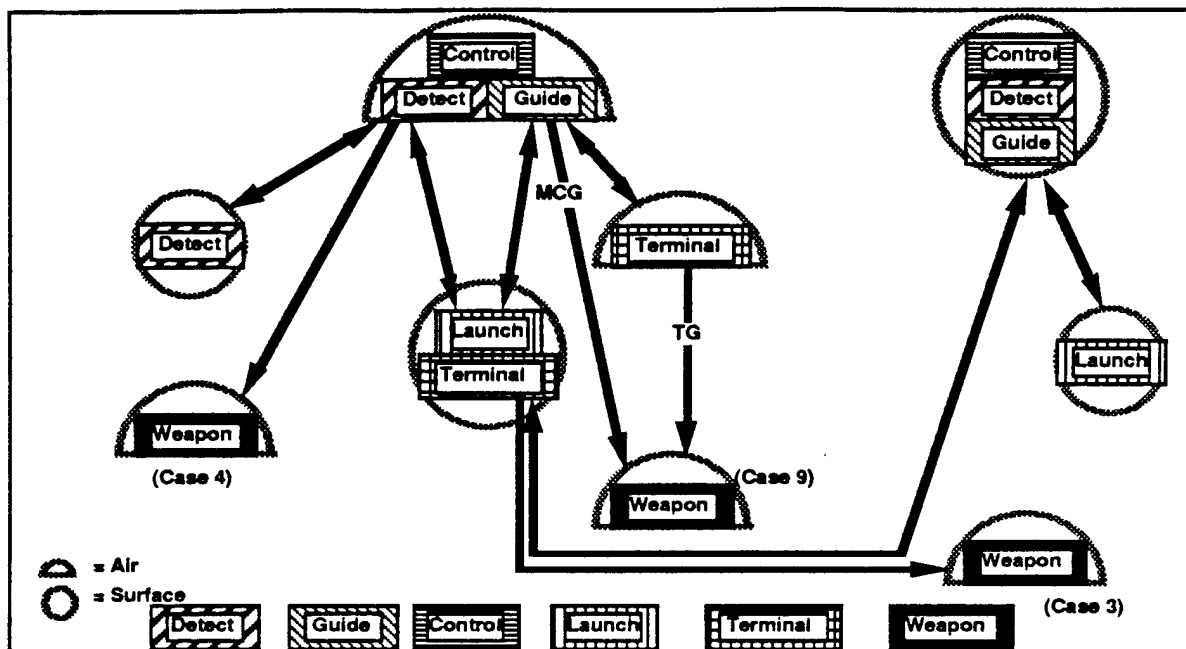 Control
Detect
Guide
Control
Detect
Guide
MCG
Detect
Terminal
Launch
Terminal
TG
Launch
Weapon
(Case 4)
(Case 9)
Weapon
Weapon
(Case 3)
= Air
= Surface
Detect
Guide
Control
Launch
Terminal
Weapon